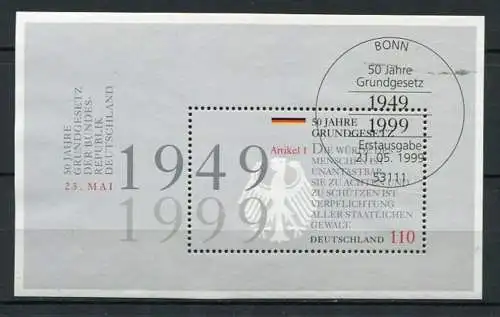 50 JAHRE
GRUNDGESETZ
DER BUNDES-
REPUBLIK
DEUTSCHLAND
23. MAI
1949
1999
50 JAHRE
GRUNDGESETZ
Artikel 1
DIE WÜRDE DES
MENSCHEN IST
UNANTASTBAR.
SIE ZU ACHTEN UND
ZU SCHÜTZEN IST
VERPFLICHTUNG
ALLER STAATLICHEN
GEWALT.
DEUTSCHLAND 110
BONN
50 Jahre
Grundgesetz
1949
1999
Erstausgabe
21.05.1999
53111